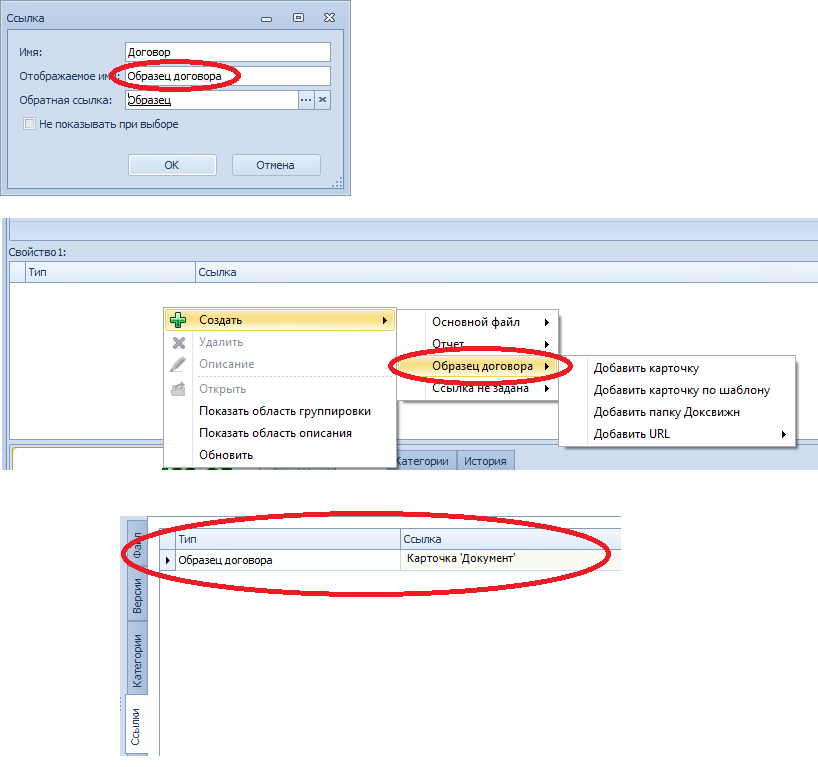 Ссылка
Имя: Договор
Отображаемое имя: Образец договора
Обратная ссылка: Образец ...
Не показывать при выборе
ОК Отмена
Свойство1:
Тип Ссылка
Создать
Удалить
Описание
Открыть
Показать область группировки
Показать область описания
Обновить
Основной файл
Отчет
Образец договора
Ссылка не задана
Добавить карточку
Добавить карточку по шаблону
Добавить папку Доксвижн
Добавить URL
Категории История
Тип Ссылка
Образец договора Карточка 'Документ'
Файл
Версии
Категории
Ссылки